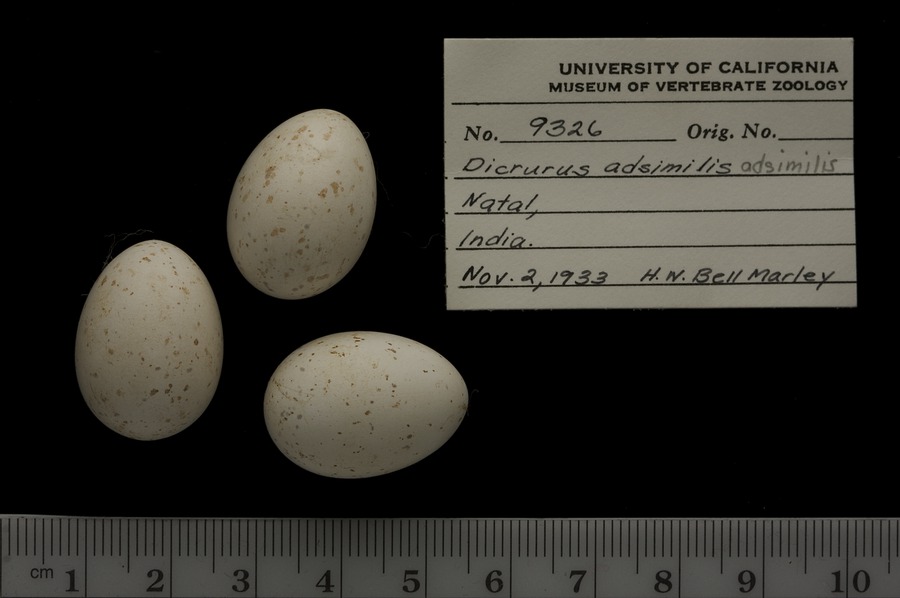 UNIVERSITY OF CALIFORNIA
MUSEUM OF VERTEBRATE ZOOLOGY
No. 9326 Orig. No.
Dicrurus adsimilis adsimilis
Natal,
India.
Nov. 2, 1933 H.W. Bell Marley
cm 1 2 3 4 5 6 7 8 9 10